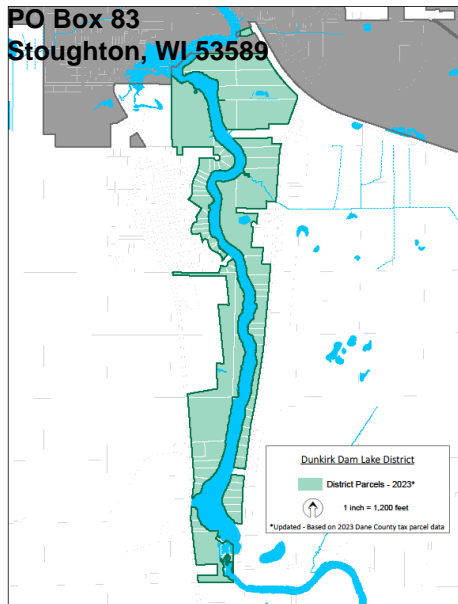 PO Box 83
Stoughton, WI 53589
Dunkirk Dam Lake District
District Parcels - 2023*
1 inch = 1,200 feet
*Updated - Based on 2023 Dane County tax parcel data